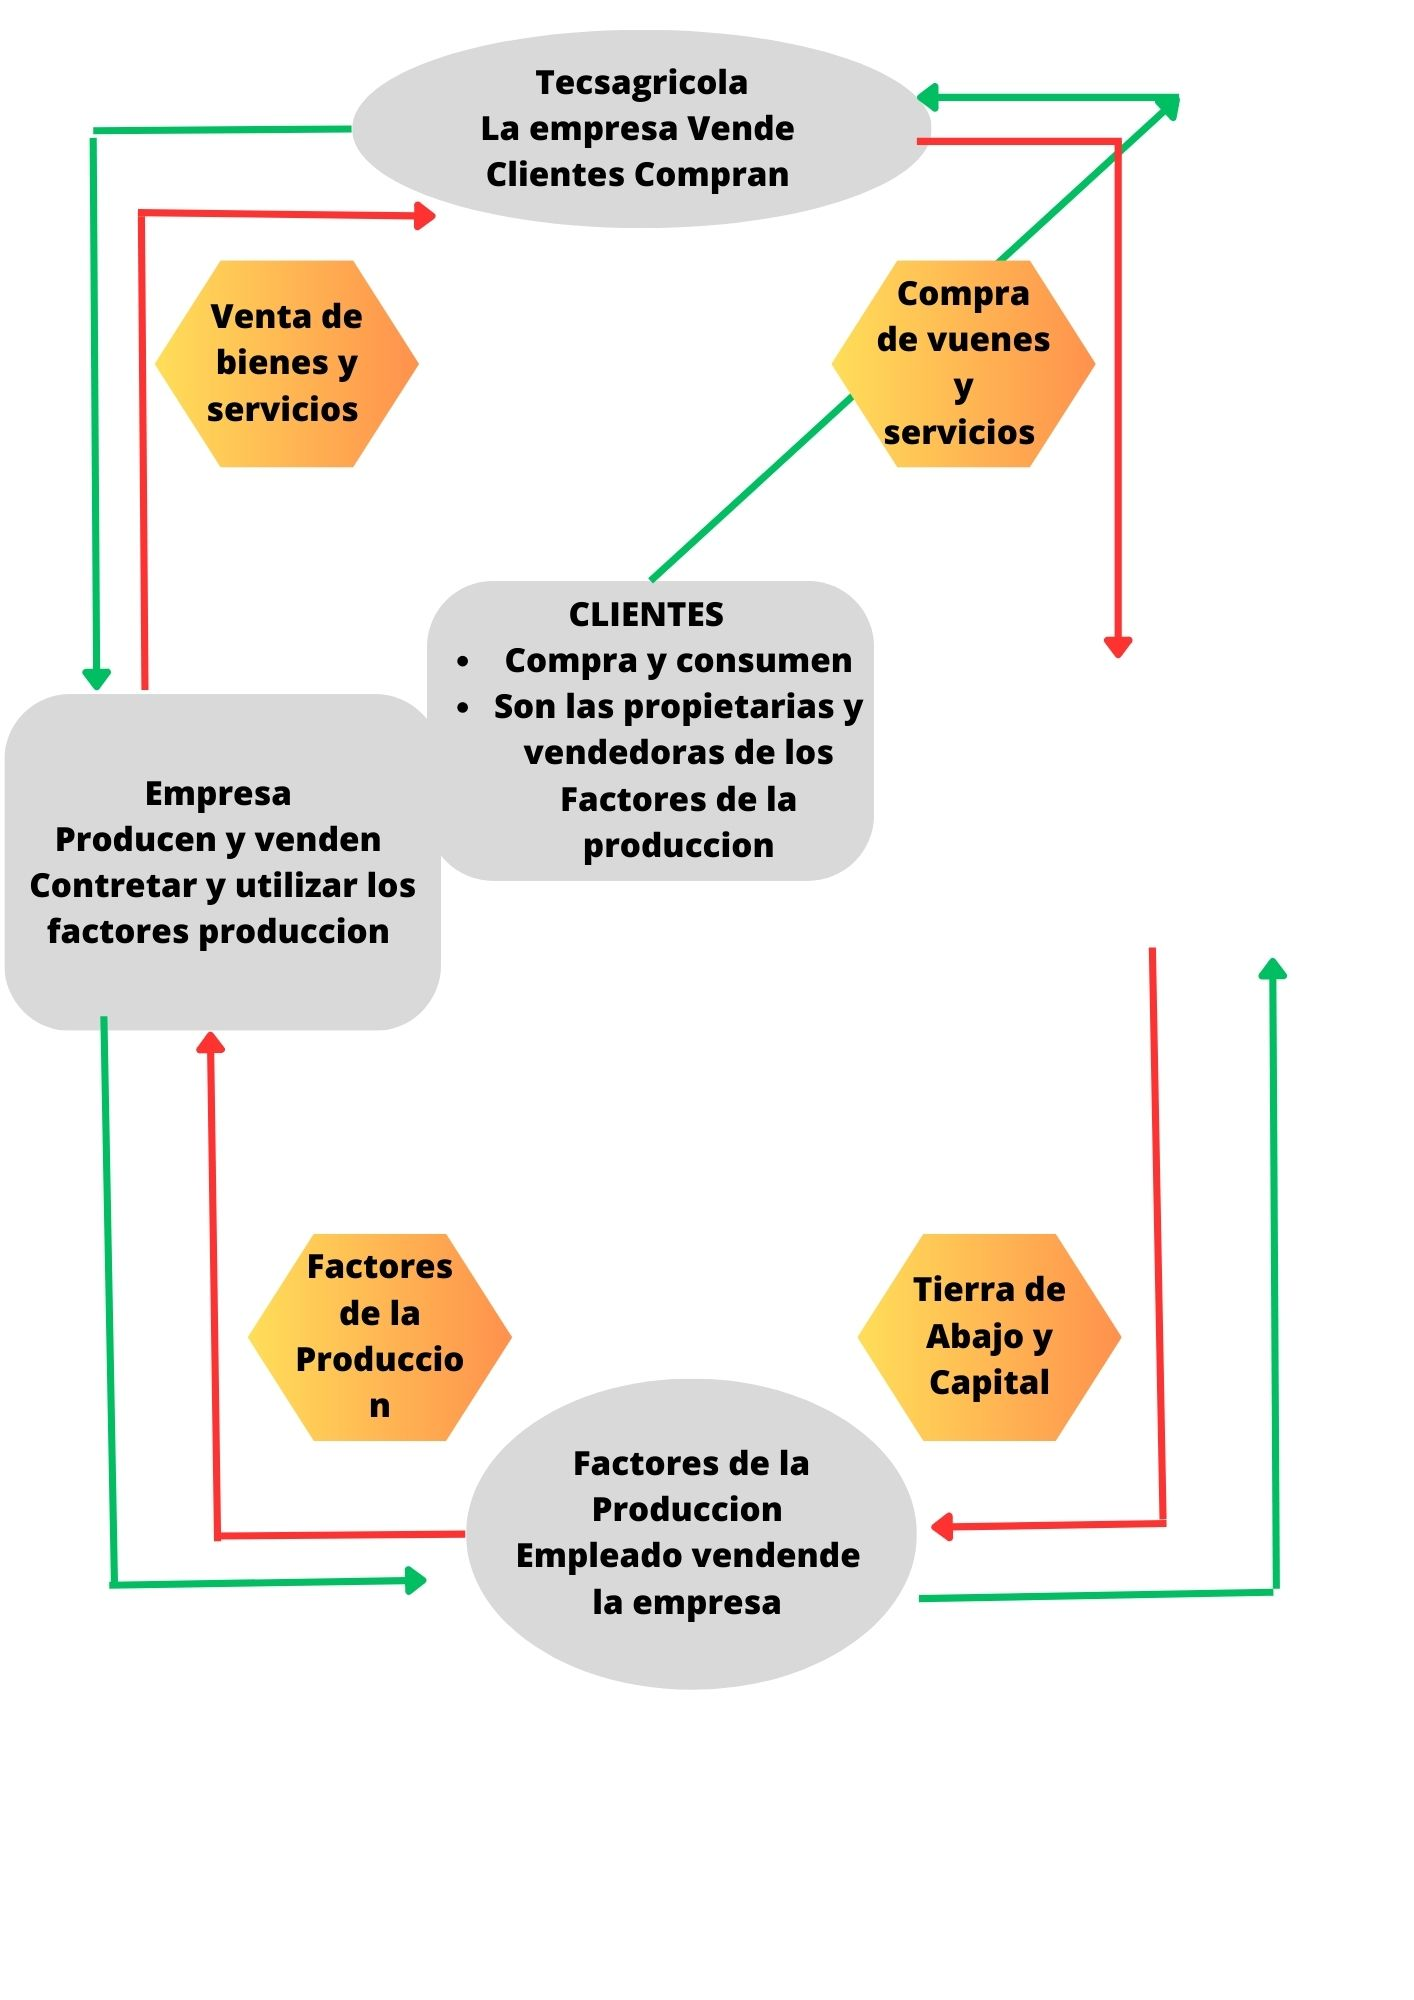 Tecsagricola
La empresa Vende
Clientes Compran
Venta de
bienes y
servicios
Compra
de vuenes
y
servicios
CLIENTES
• Compra y consumen
• Son las propietarias y
vendedoras de los
Factores de la
produccion
Empresa
Producen y venden
Contretar y utilizar los
factores produccion
Factores
de la
Produccio
n
Tierra de
Abajo y
Capital
Factores de la
Produccion
Empleado vendende
la empresa